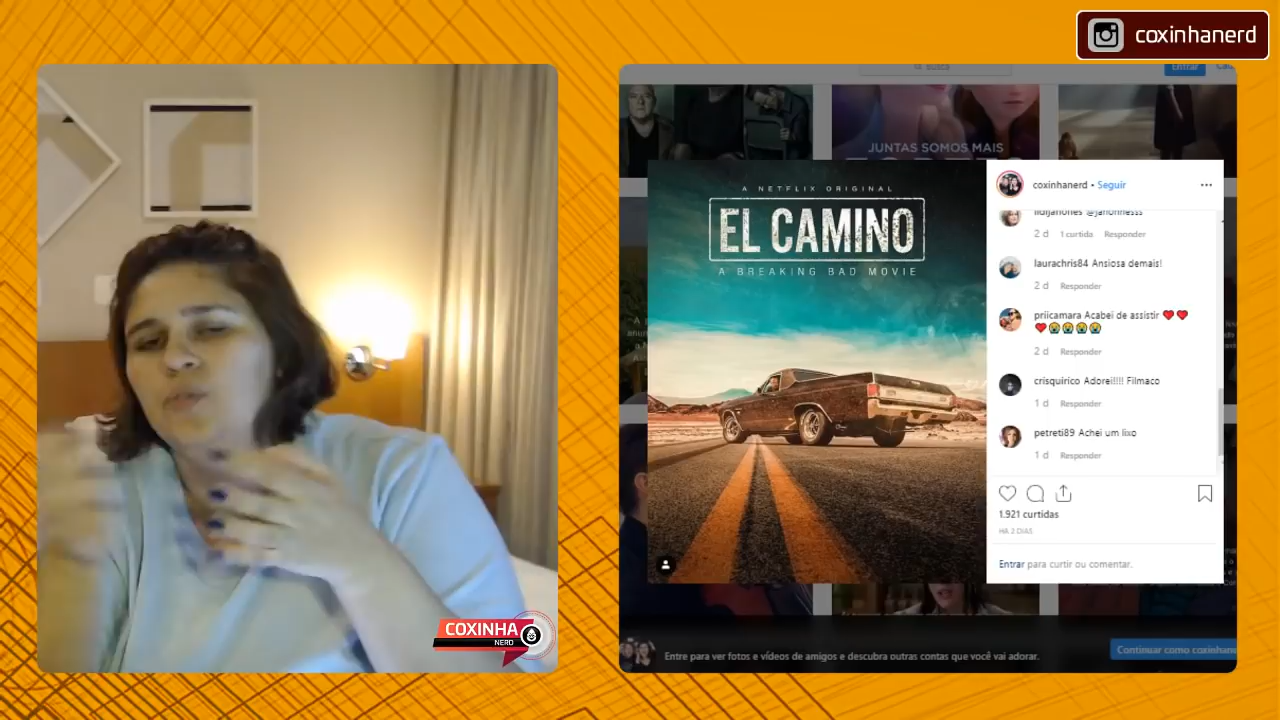 coxinhanerd
Entrar
JUNTAS SOMOS MAIS
A NETFLIX ORIGINAL
EL CAMINO
A BREAKING BAD MOVIE
coxinhanerd • Seguir
2 d 1 curtida Responder
laurachris84 Ansiosa demais!
2 d Responder
priicamara Acabei de assistir ❤️❤️
❤️😭😭😭😭
2 d Responder
crisquirico Adorei!!!! Filmaco
1 d Responder
petreti89 Achei um lixo
1 d Responder
1.921 curtidas
HÁ 2 DIAS
Entrar para curtir ou comentar.
COXINHA
NERD
Entre para ver fotos e vídeos de amigos e descubra outras contas que você vai adorar.
Continuar como